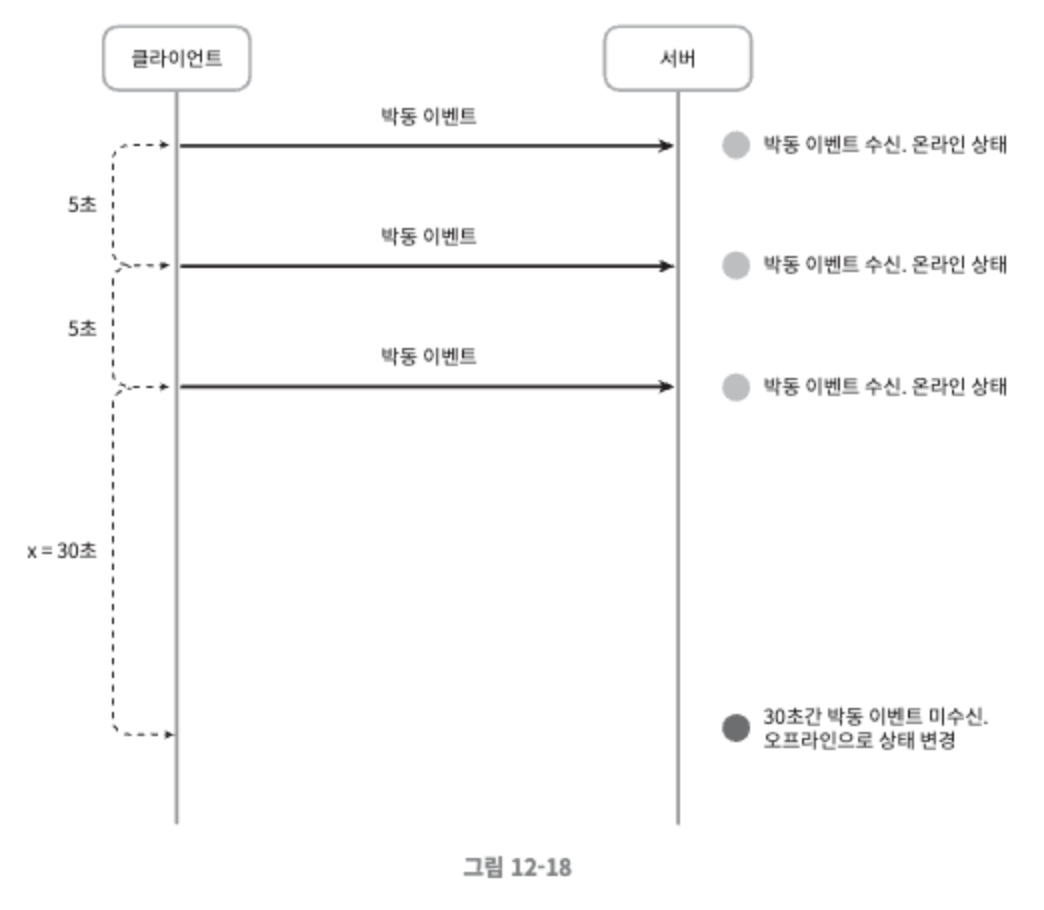 클라이언트
서버
박동 이벤트
박동 이벤트 수신. 온라인 상태
5초
박동 이벤트
박동 이벤트 수신. 온라인 상태
5초
박동 이벤트
박동 이벤트 수신. 온라인 상태
x = 30초
30초간 박동 이벤트 미수신.
오프라인으로 상태 변경
그림 12-18